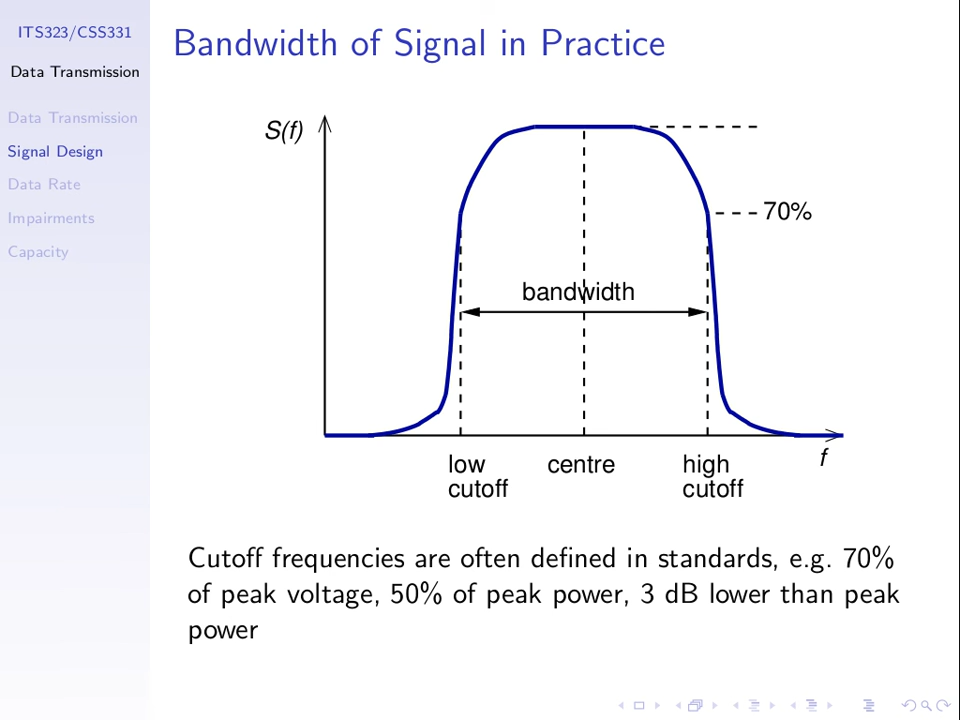 ITS323/CSS331
Data Transmission
Data Transmission
Signal Design
Data Rate
Impairments
Capacity
Bandwidth of Signal in Practice
S(f)
70%
bandwidth
low cutoff
centre
high cutoff
f
Cutoff frequencies are often defined in standards, e.g. 70%
of peak voltage, 50% of peak power, 3 dB lower than peak
power